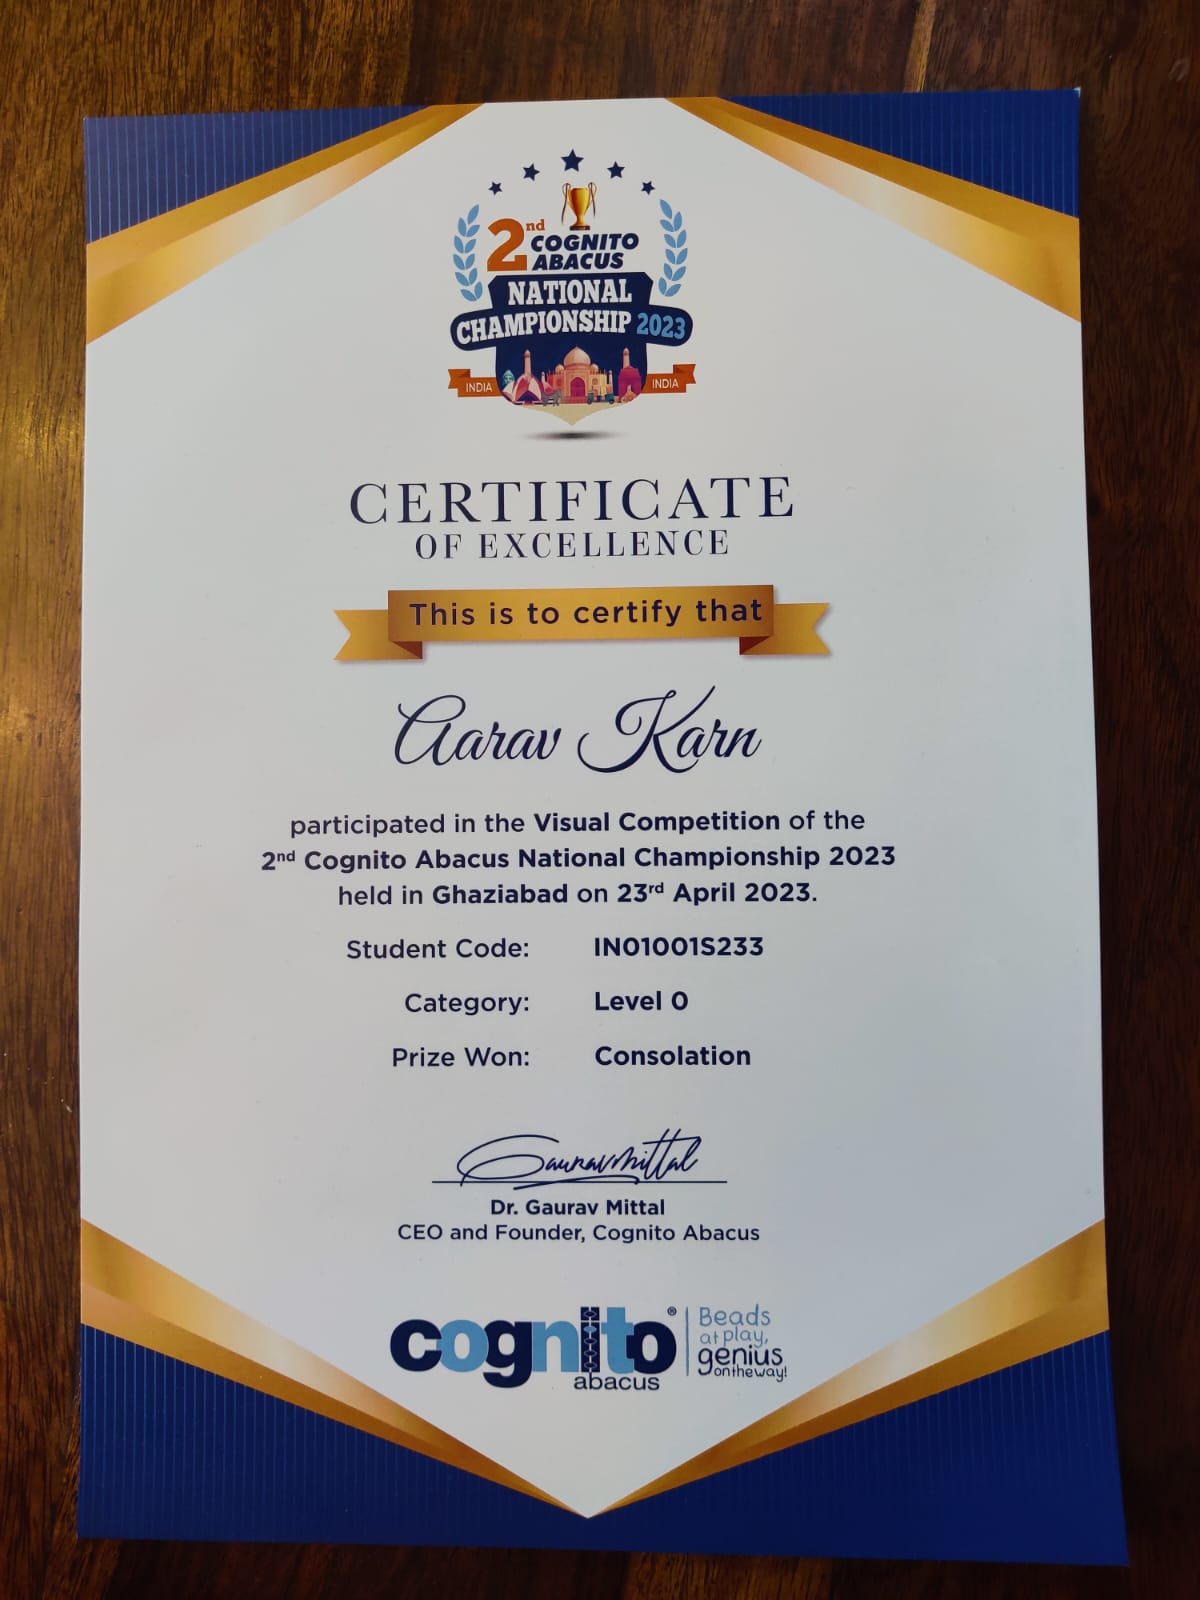 2nd
COGNITO
ABACUS
NATIONAL
CHAMPIONSHIP 2023
INDIA INDIA
CERTIFICATE
OF EXCELLENCE
This is to certify that
Aarav Karn
participated in the Visual Competition of the
2nd Cognito Abacus National Championship 2023
held in Ghaziabad on 23rd April 2023.
Student Code: IN01001S233
Category: Level 0
Prize Won: Consolation
Gauravmittal
Dr. Gaurav Mittal
CEO and Founder, Cognito Abacus
cognito®
abacus
Beads
at play,
genius
on the way!